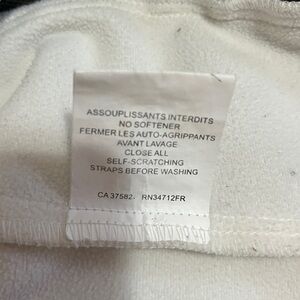 ASSOUPLISSANTS INTERDITS
NO SOFTENER
FERMER LES AUTO-AGRIPPANTS
AVANT LAVAGE
CLOSE ALL
SELF-SCRATCHING
STRAPS BEFORE WASHING
CA 37582. RN34712FR